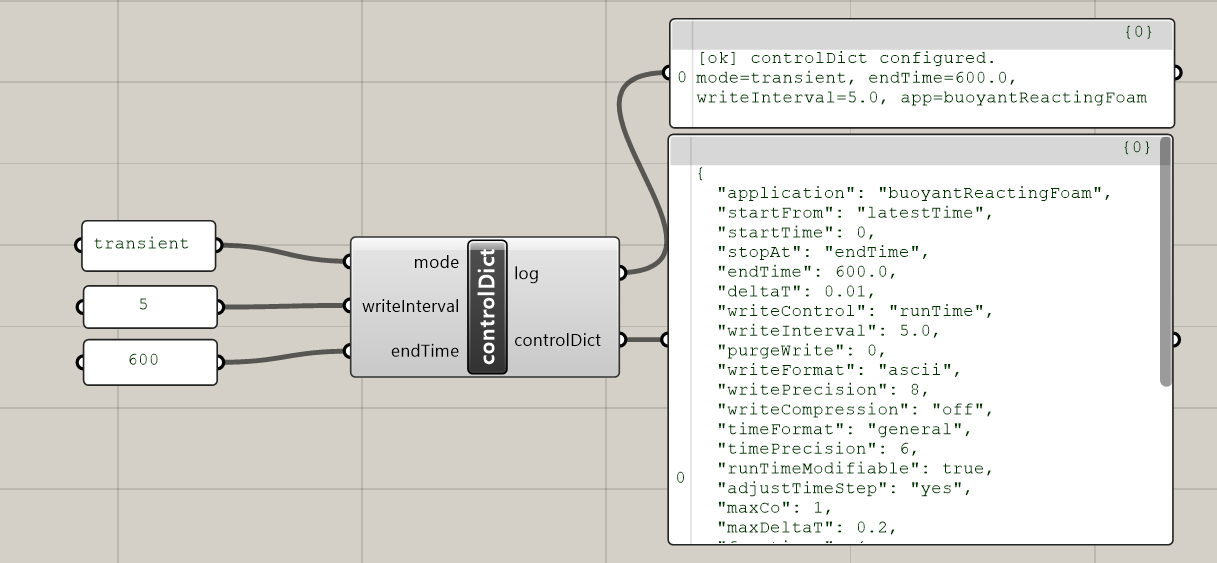 {0}
[ok] controlDict configured.
0
mode=transient, endTime=600.0,
writeInterval=5.0, app=buoyantReactingFoam
{0}
{
"application": "buoyantReactingFoam",
"startFrom": "latestTime",
"startTime": 0,
"stopAt": "endTime",
"endTime": 600.0,
"deltaT": 0.01,
"writeControl": "runTime",
"writeInterval": 5.0,
"purgeWrite": 0,
"writeFormat": "ascii",
"writePrecision": 8,
"writeCompression": "off",
"timeFormat": "general",
"timePrecision": 6,
"runTimeModifiable": true,
0
"adjustTimeStep": "yes",
"maxCo": 1,
"maxDeltaT": 0.2,
transient
5
600
mode
writeInterval
endTime
controlDict
log
controlDict